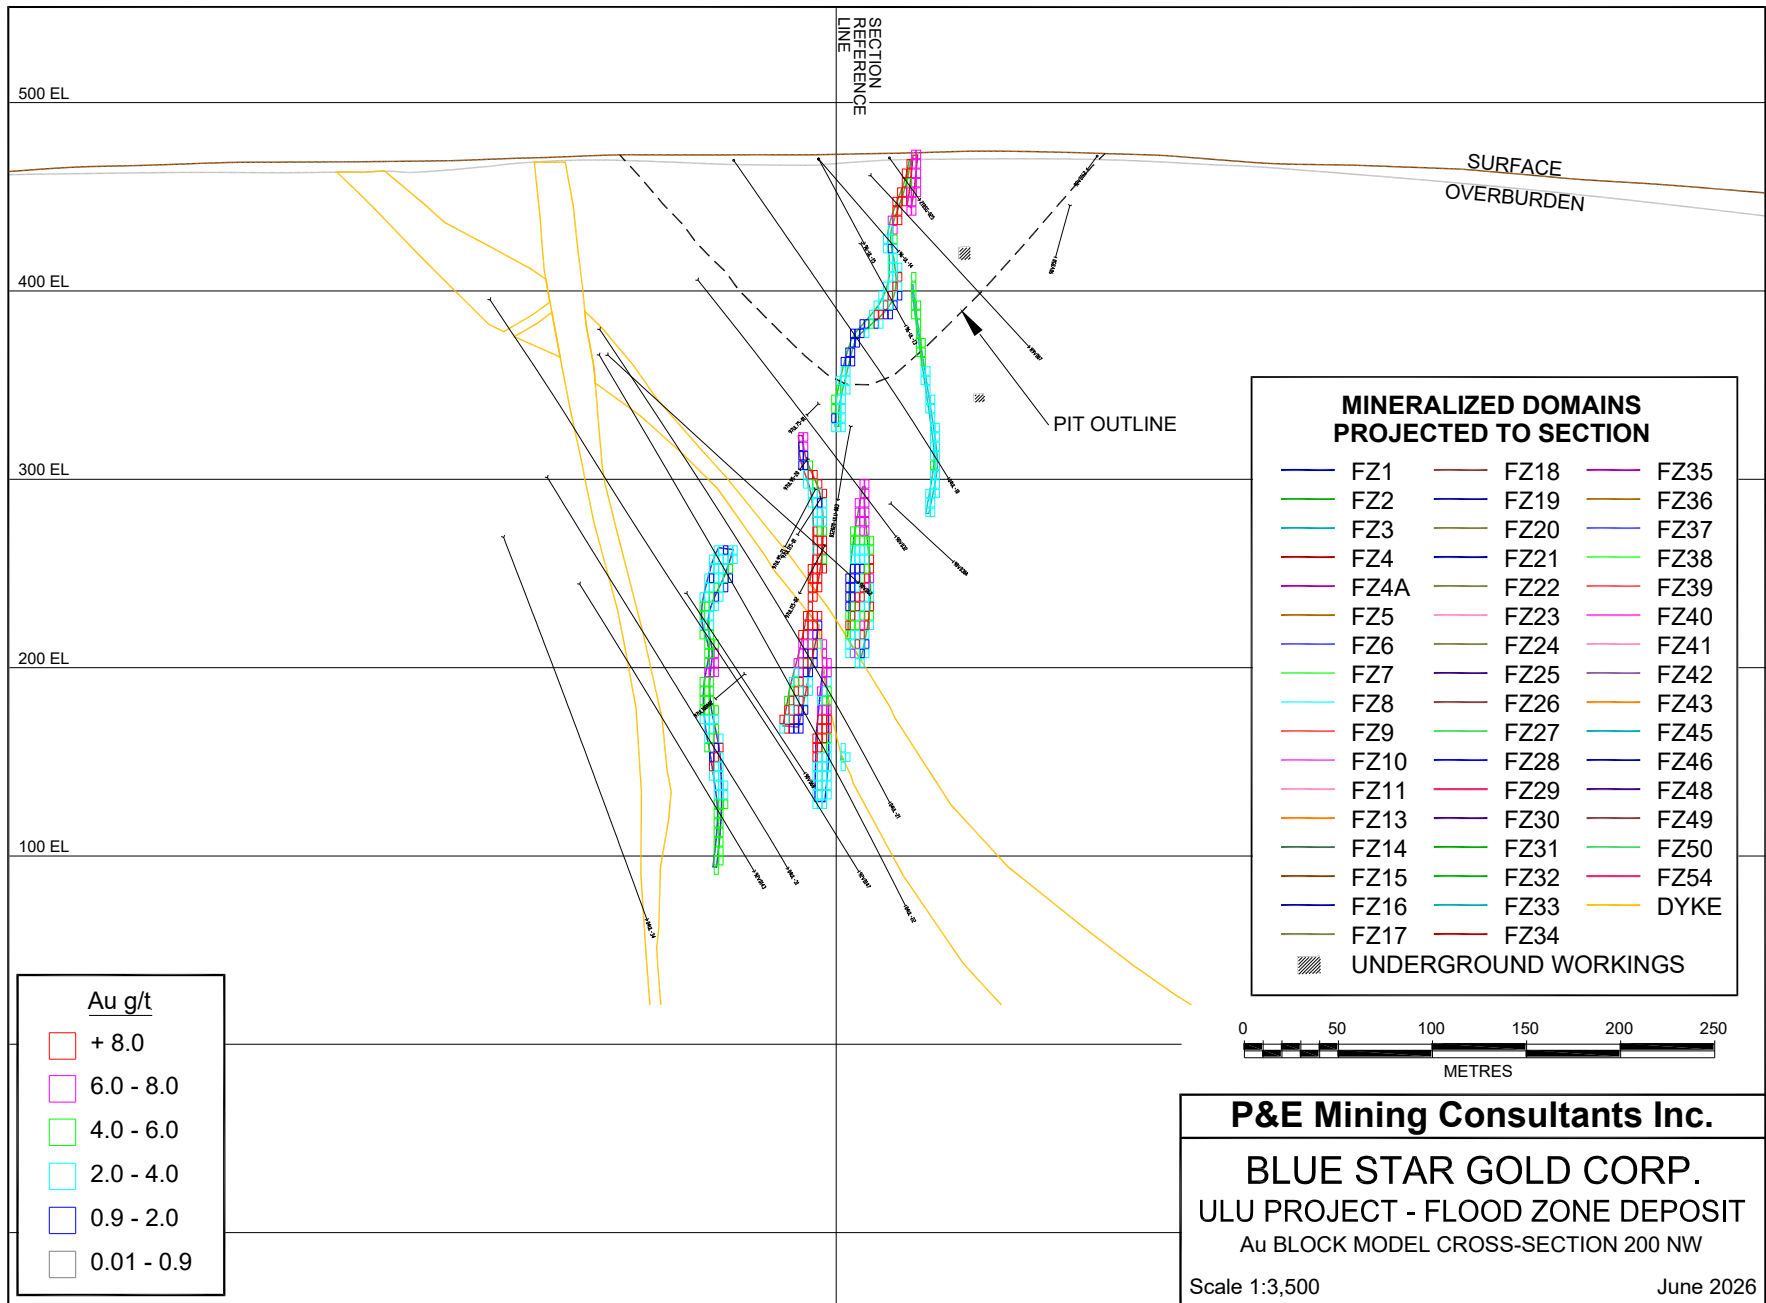 SECTION
REFERENCE
LINE
500 EL
SURFACE
OVERBURDEN
400 EL
PIT OUTLINE
300 EL
200 EL
100 EL
MINERALIZED DOMAINS
PROJECTED TO SECTION
FZ1 FZ18 FZ35
FZ2 FZ19 FZ36
FZ3 FZ20 FZ37
FZ4 FZ21 FZ38
FZ4A FZ22 FZ39
FZ5 FZ23 FZ40
FZ6 FZ24 FZ41
FZ7 FZ25 FZ42
FZ8 FZ26 FZ43
FZ9 FZ27 FZ45
FZ10 FZ28 FZ46
FZ11 FZ29 FZ48
FZ13 FZ30 FZ49
FZ14 FZ31 FZ50
FZ15 FZ32 FZ54
FZ16 FZ33 DYKE
FZ17 FZ34
UNDERGROUND WORKINGS
Au g/t
+ 8.0
6.0 - 8.0
4.0 - 6.0
2.0 - 4.0
0.9 - 2.0
0.01 - 0.9
0 50 100 150 200 250
METRES
P&E Mining Consultants Inc.
BLUE STAR GOLD CORP.
ULU PROJECT - FLOOD ZONE DEPOSIT
Au BLOCK MODEL CROSS-SECTION 200 NW
Scale 1:3,500 June 2026